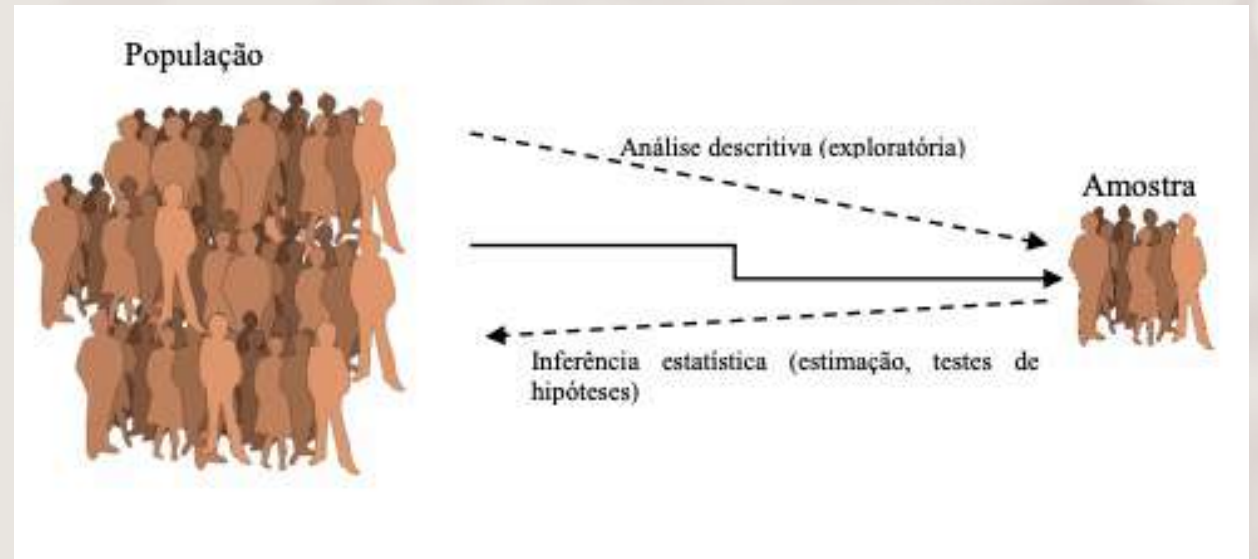 População
Análise descritiva (exploratória)
Amostra
Inferência estatística (estimação, testes de
hipóteses)